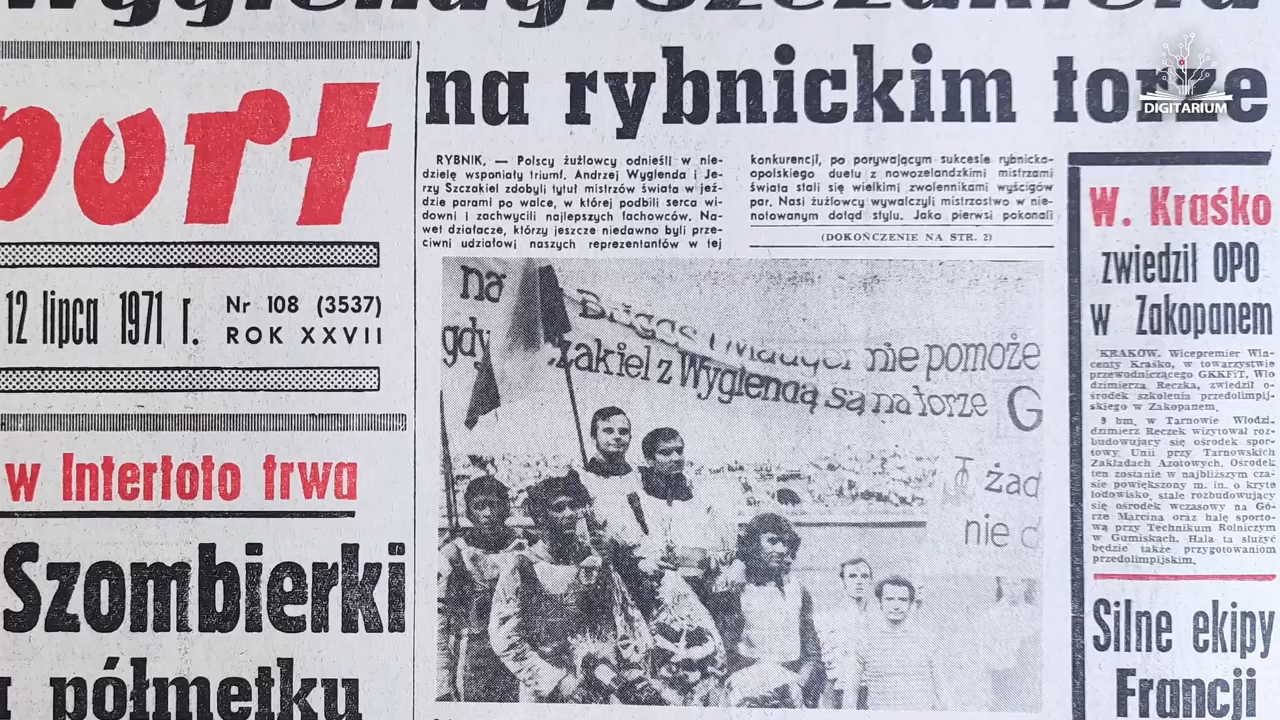 Wyglendy i Szczakiela
na rybnickim torze
port
12 lipca 1971 r.
Nr 108 (3537)
ROK XXVII
w Intertoto trwa
Szombierki
półmetku
RYBNIK. — Polscy żużlowcy odnieśli w nie-
dzielę wspaniały triumf. Andrzej Wyglenda i Je-
rzy Szczakiel zdobyli tytuł mistrzów świata w jeź-
dzie parami po walce, w której podbili serca wi-
downi i zachwycili najlepszych fachowców. Na-
wet działacze, którzy jeszcze niedawno byli prze-
ciwni udziałowi naszych reprezentantów w tej
konkurencji, po porywającym sukcesie rybnicko-
opolskiego duetu z nowozelandzkimi mistrzami
świata stali się wielkimi zwolennikami wyścigów
par. Nasi żużlowcy wywalczyli mistrzostwo w nie-
notowanym dotąd stylu. Jako pierwsi pokonali
(DOKOŃCZENIE NA STR. 2)
na Briggs i Mauger nie pomoże
gdy zakiel z Wyglendą są na torze G
żad
nie
DIGITARIUM
W. Kraśko
zwiedził OPO
w Zakopanem
KRAKÓW. Wicepremier Win-
centy Kraśko, w towarzystwie
przewodniczącego GKKFiT, Wło
dzimierza Reczka, zwiedził o-
środek szkolenia przedolimpij-
skiego w Zakopanem.
9 bm. w Tarnowie Włodzi-
dzimierz Reczek wizytował roz-
budowujący się ośrodek spor-
towy Unii przy Tarnowskich
Zakładach Azotowych. Ośrodek
ten zostanie w najbliższym cza-
sie powiększony m. in. o kryte
lodowisko, stale rozbudowujący
się ośrodek wczasowy na Gó-
rze Marcina oraz halę sporto-
wą przy Technikum Rolniczym
w Gumiskach. Hala ta służyć
będzie także przygotowaniom
przedolimpijskim.
Silne ekipy
Francji